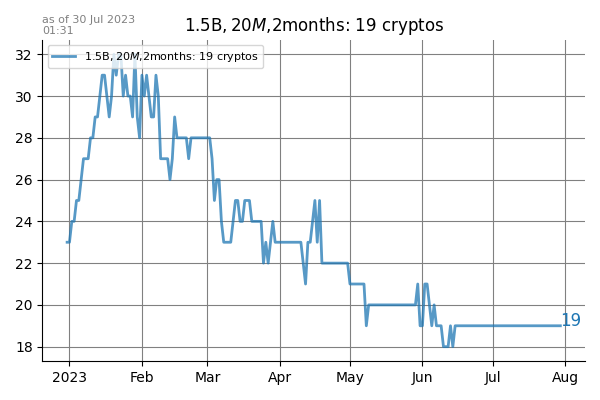 as of 30 Jul 2023
01:31
1.5B, 20M,2months: 19 cryptos
1.5B, 20M,2months: 19 cryptos
32
30
28
26
24
22
20
18
19
2023 Feb Mar Apr May Jun Jul Aug